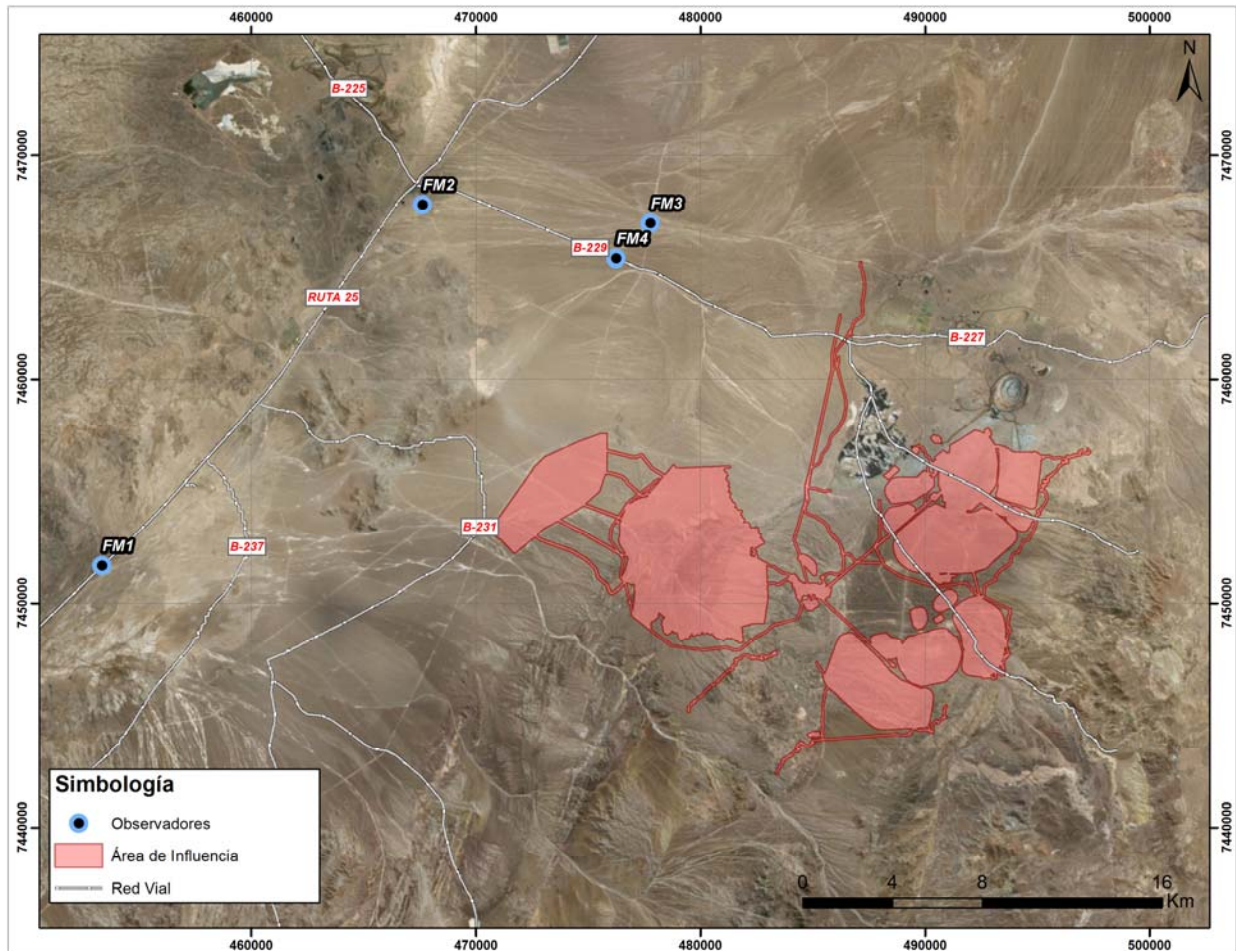 460000 470000 480000 490000 500000
N
B-225
7470000 7470000
FM2
FM3
FM4
B-229
RUTA 25
B-227
7460000 7460000
B-231
FM1
B-237
7450000 7450000
Simbología
Observadores
Área de Influencia
Red Vial
7440000 7440000
0 4 8 16
Km
460000 470000 480000 490000 500000